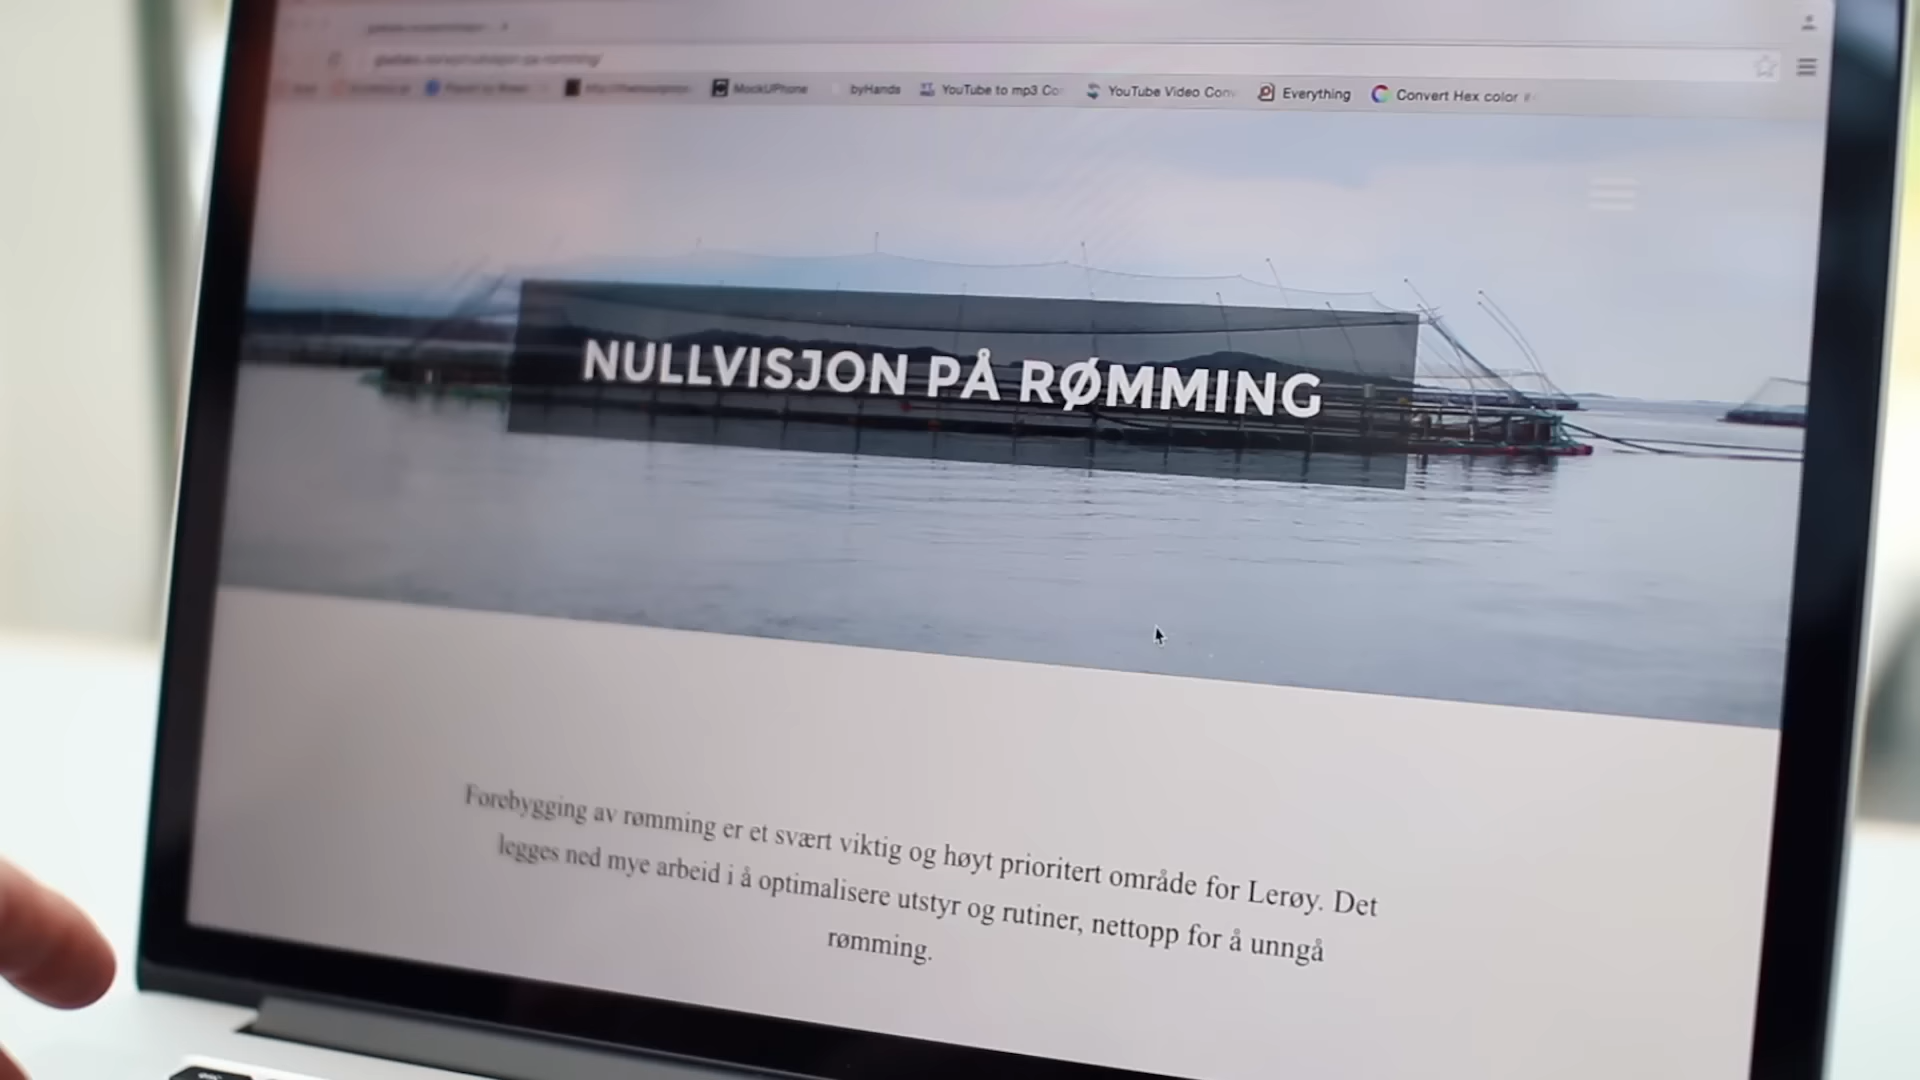 MockUPhone byHands YouTube to mp3 Co YouTube Video Conv Everything Convert Hex color #
NULLVISJON PÅ RØMMING
Forebygging av rømming er et svært viktig og høyt prioritert område for Lerøy. Det
legges ned mye arbeid i å optimalisere utstyr og rutiner, nettopp for å unngå
rømming.